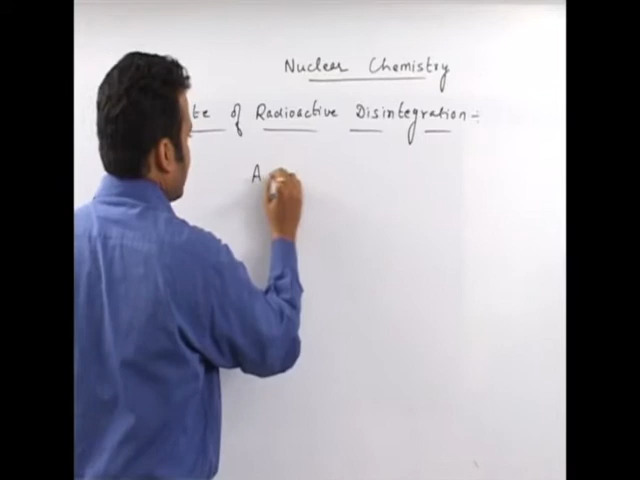 Nuclear Chemistry
of Radioactive Disintegration :-
A